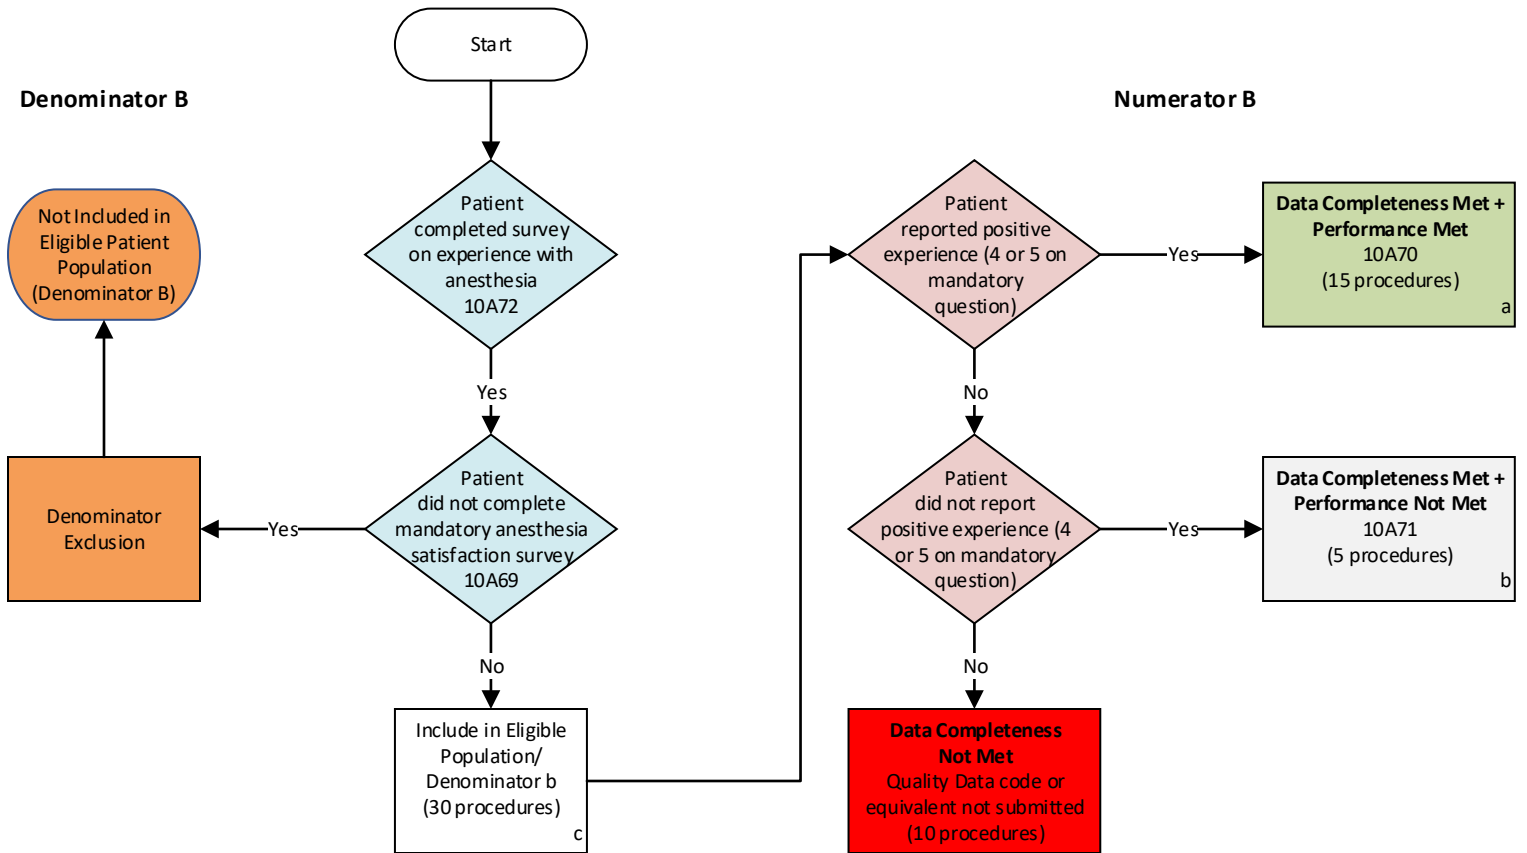 Start
Denominator B
Numerator B
Patient
completed survey
on experience with
anesthesia
10A72
Not Included in
Eligible Patient
Population
(Denominator B)
Yes
Patient
did not complete
mandatory anesthesia
satisfaction survey
10A69
Yes
Denominator
Exclusion
No
Include in Eligible
Population/
Denominator b
(30 procedures)
c
Patient
reported positive
experience (4 or 5 on
mandatory
question)
Yes
Data Completeness Met +
Performance Met
10A70
(15 procedures)
a
No
Patient
did not report
positive experience (4
or 5 on mandatory
question)
Yes
Data Completeness Met +
Performance Not Met
10A71
(5 procedures)
b
No
Data Completeness
Not Met
Quality Data code or
equivalent not submitted
(10 procedures)